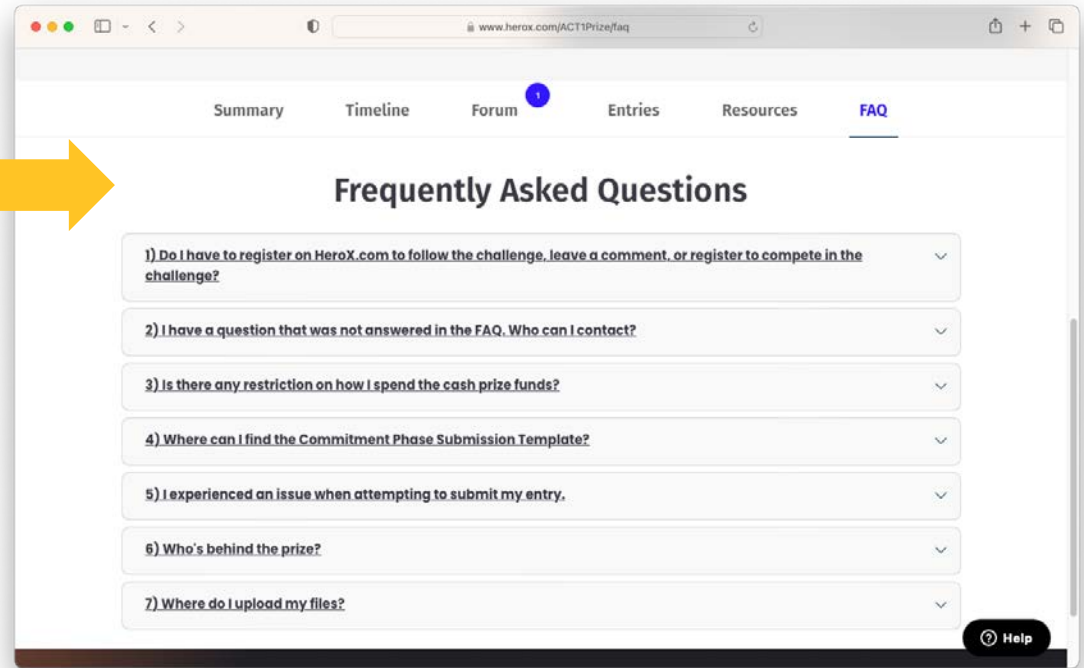 www.herox.com/ACT1Prize/faq
Summary Timeline Forum 1 Entries Resources FAQ
Frequently Asked Questions
1) Do I have to register on HeroX.com to follow the challenge, leave a comment, or register to compete in the
challenge?
2) I have a question that was not answered in the FAQ. Who can I contact?
3) Is there any restriction on how I spend the cash prize funds?
4) Where can I find the Commitment Phase Submission Template?
5) I experienced an issue when attempting to submit my entry.
6) Who's behind the prize?
7) Where do I upload my files?
Help